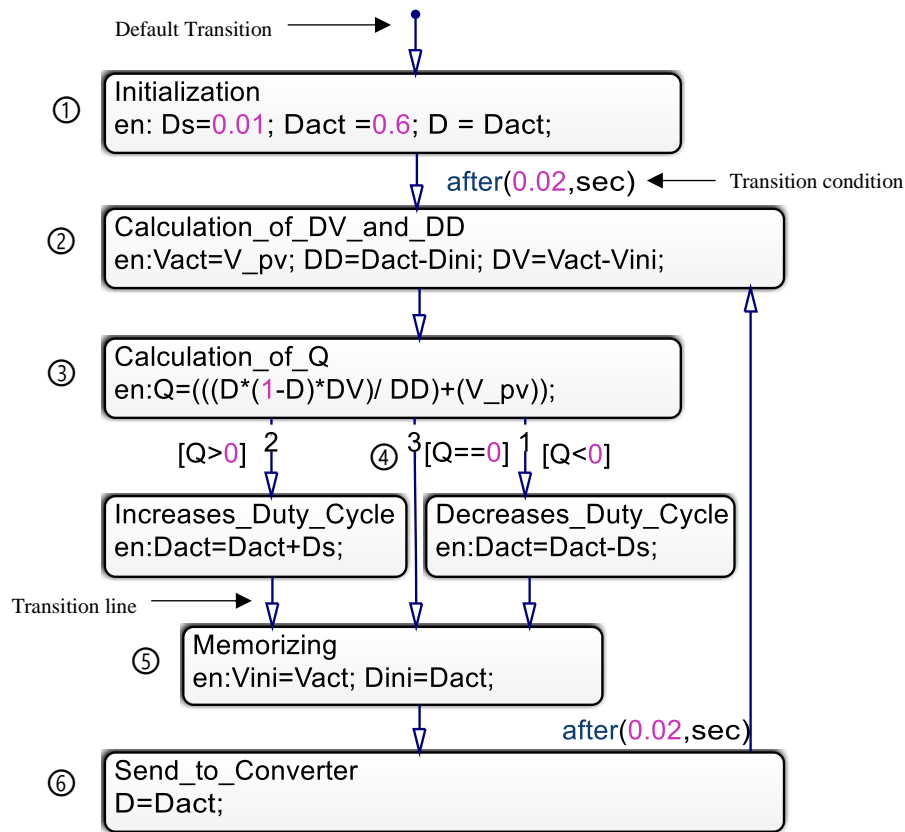 Default Transition
①
Initialization
en: Ds=0.01; Dact =0.6; D = Dact;
after(0.02,sec)
Transition condition
②
Calculation_of_DV_and_DD
en:Vact=V_pv; DD=Dact-Dini; DV=Vact-Vini;
③
Calculation_of_Q
en:Q=(((D*(1-D)*DV)/ DD)+(V_pv));
[Q>0] 2 ④ 3 [Q==0] 1 [Q<0]
Increases_Duty_Cycle
en:Dact=Dact+Ds;
Decreases_Duty_Cycle
en:Dact=Dact-Ds;
Transition line
⑤
Memorizing
en:Vini=Vact; Dini=Dact;
after(0.02,sec)
⑥
Send_to_Converter
D=Dact;